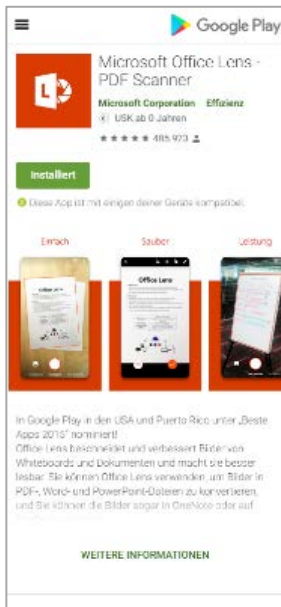 Google Play
Microsoft Office Lens -
PDF Scanner
Microsoft Corporation Effizienz
USK ab 0 Jahren
485.923
Installiert
Diese App ist mit einigen deiner Geräte kompatibel.
Einfach
Sauber
Leistung
Office Lens
In Google Play in den USA und Puerto Rico unter „Beste
Apps 2015" nominiert!
Office Lens beschneidet und verbessert Bilder von
Whiteboards und Dokumenten und macht sie besser
lesbar. Sie können Office Lens verwenden, um Bilder in
PDF-, Word- und PowerPoint-Dateien zu konvertieren,
und Sie können die Bilder sogar in OneNote oder auf
WEITERE INFORMATIONEN